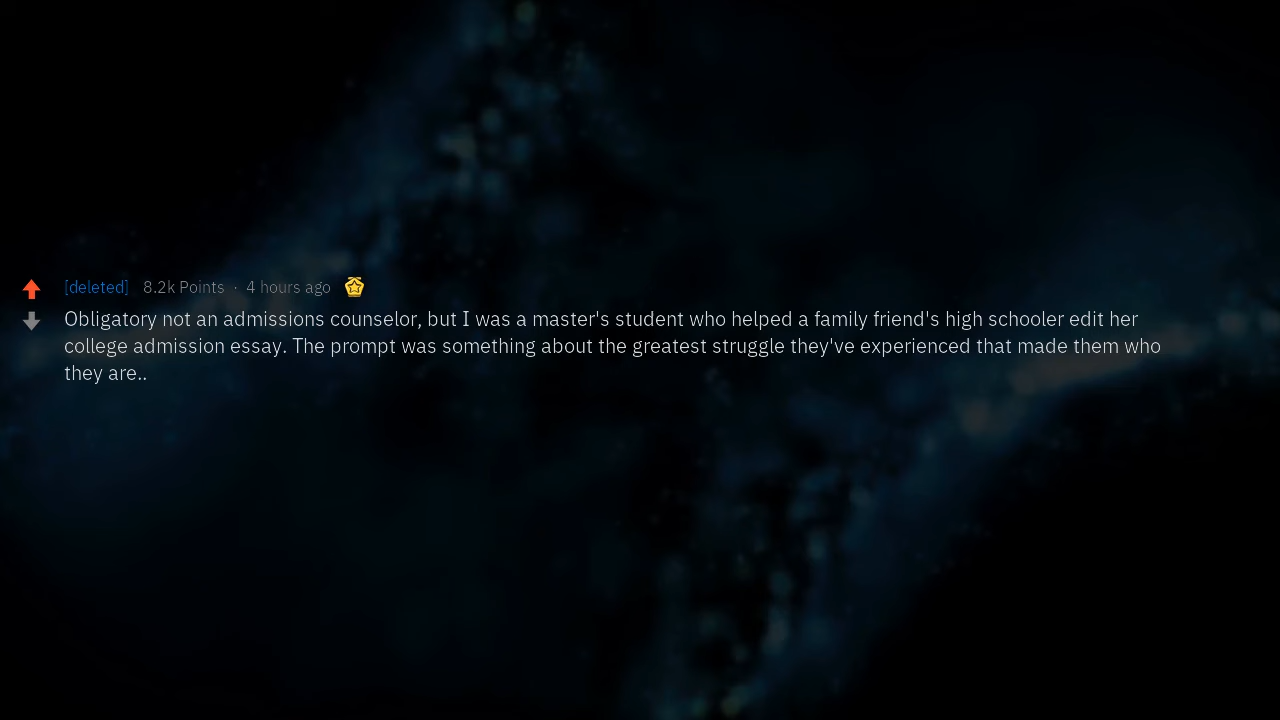 [deleted] 8.2k Points · 4 hours ago
Obligatory not an admissions counselor, but I was a master's student who helped a family friend's high schooler edit her
college admission essay. The prompt was something about the greatest struggle they've experienced that made them who
they are..